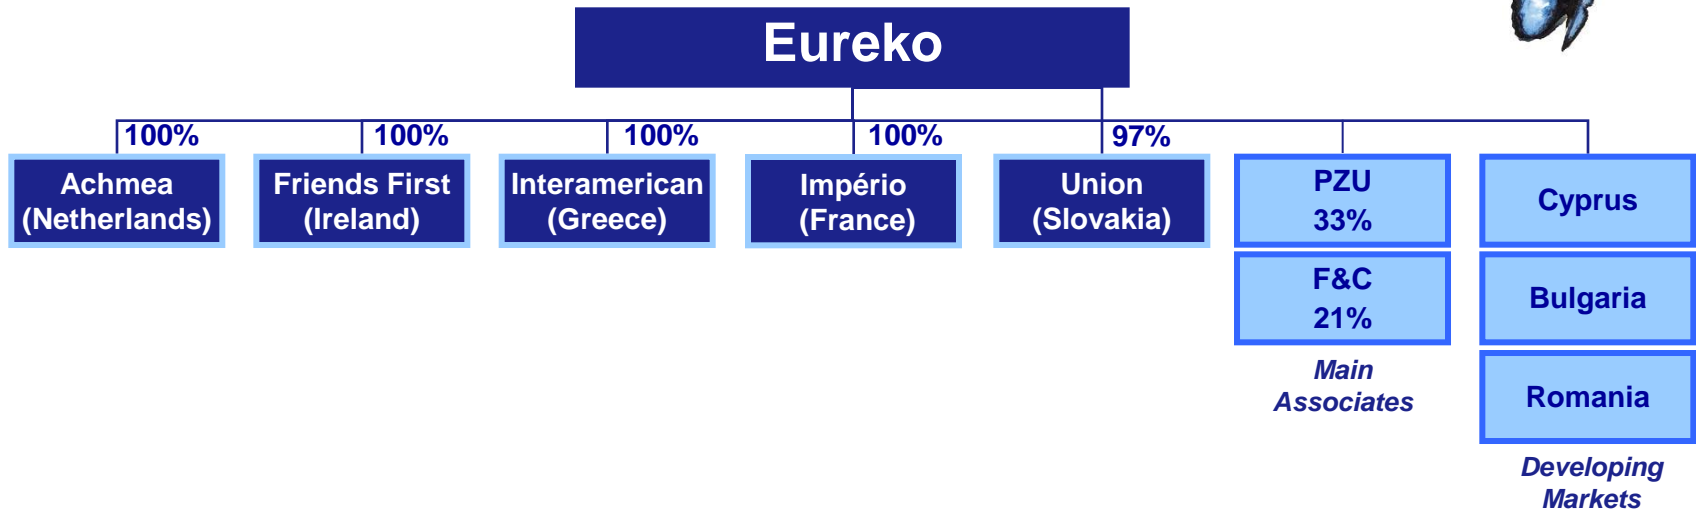 Eureko
100%
100%
100%
100%
97%
Achmea
(Netherlands)
Friends First
(Ireland)
Interamerican
(Greece)
Império
(France)
Union
(Slovakia)
PZU
33%
F&C
21%
Main
Associates
Cyprus
Bulgaria
Romania
Developing
Markets